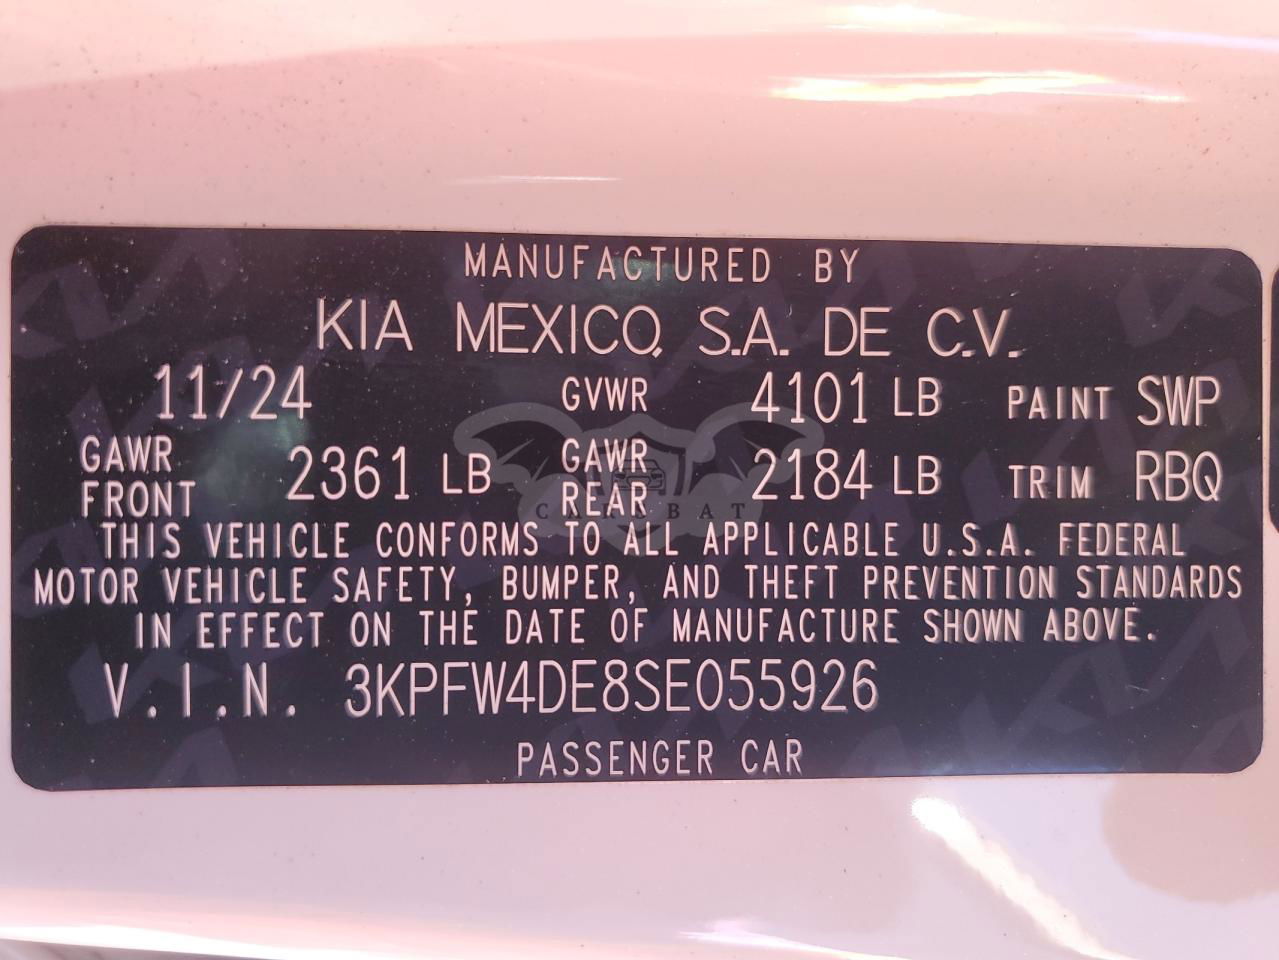 MANUFACTURED BY
KIA MEXICO, S.A. DE C.V.
11/24 GVWR 4101 LB PAINT SWP
GAWR FRONT 2361 LB GAWR REAR 2184 LB TRIM RBQ
CARSBAT
THIS VEHICLE CONFORMS TO ALL APPLICABLE U.S.A. FEDERAL
MOTOR VEHICLE SAFETY, BUMPER, AND THEFT PREVENTION STANDARDS
IN EFFECT ON THE DATE OF MANUFACTURE SHOWN ABOVE.
V.I.N. 3KPFW4DE8SE055926
PASSENGER CAR